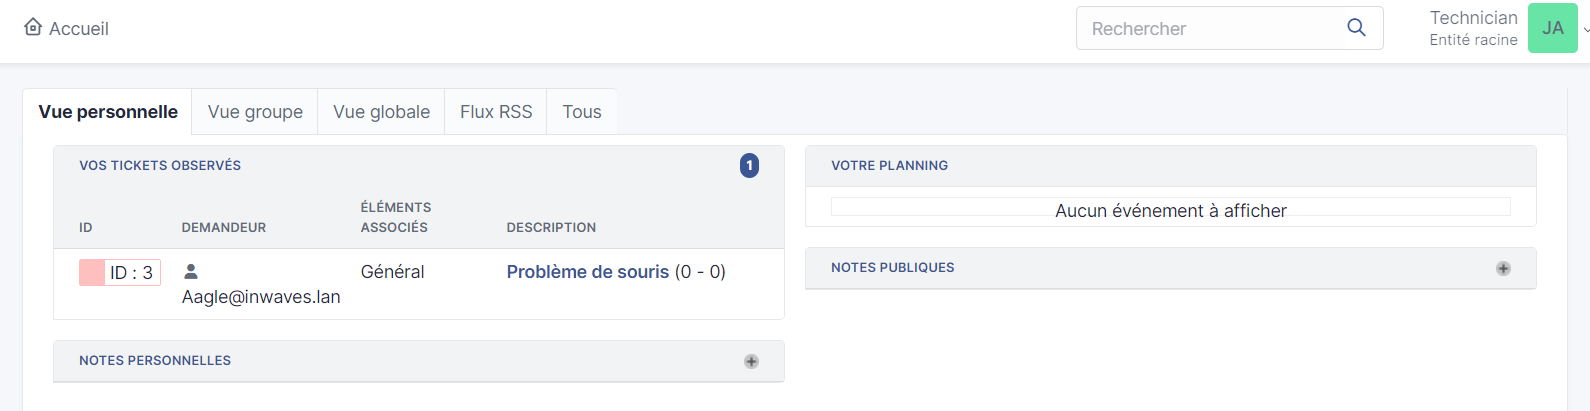 Accueil
Rechercher
Technician
Entité racine
JA
Vue personnelle
Vue groupe
Vue globale
Flux RSS
Tous
VOS TICKETS OBSERVÉS
1
ID
DEMANDEUR
ÉLÉMENTS
ASSOCIÉS
DESCRIPTION
ID : 3
Aagle@inwaves.lan
Général
Problème de souris (0 - 0)
NOTES PERSONNELLES
VOTRE PLANNING
Aucun événement à afficher
NOTES PUBLIQUES